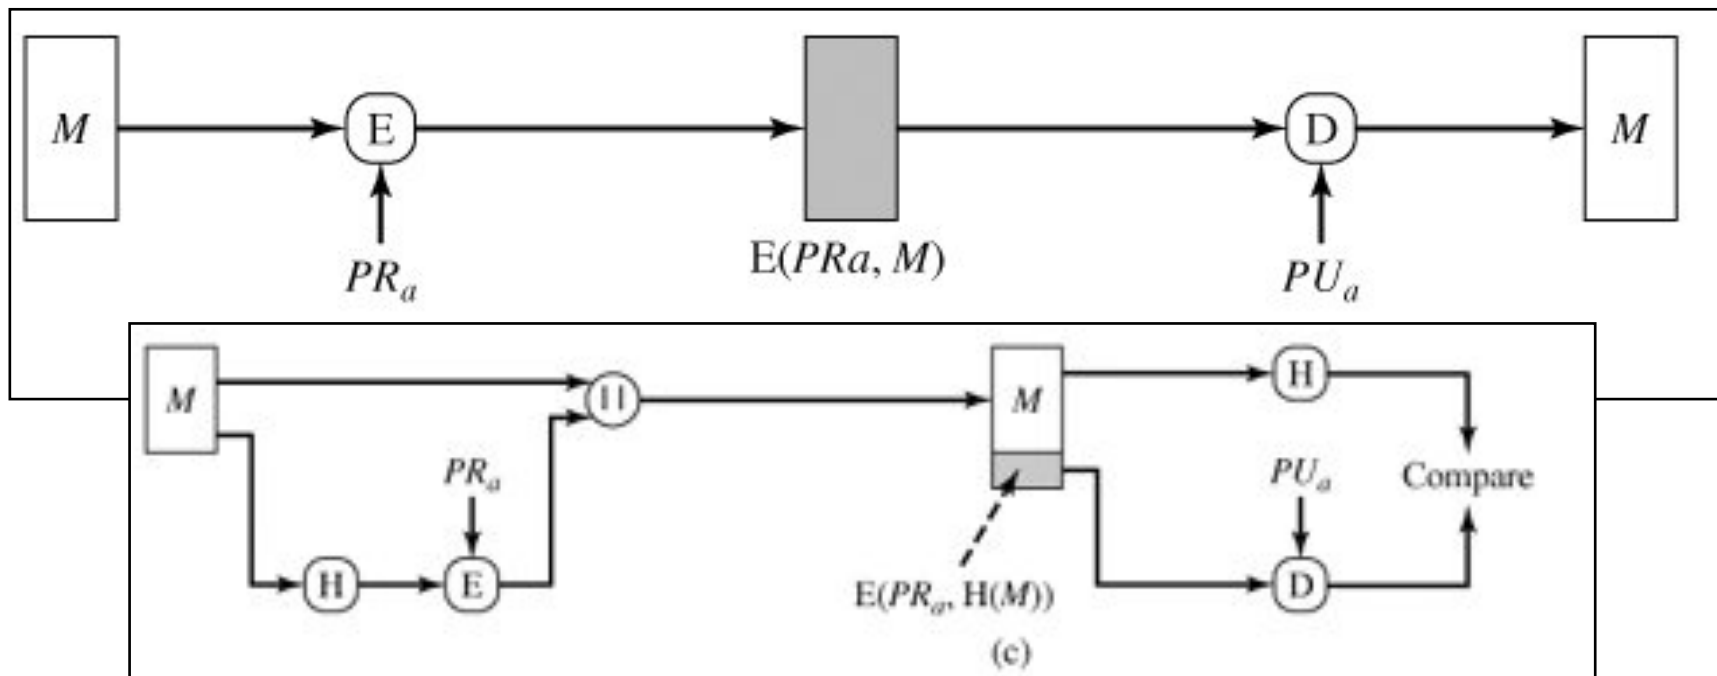 M E D M
PRₐ E(PRa, M) PUₐ
M || M H
PRₐ PUₐ Compare
H E D
E(PRₐ, H(M))
(c)